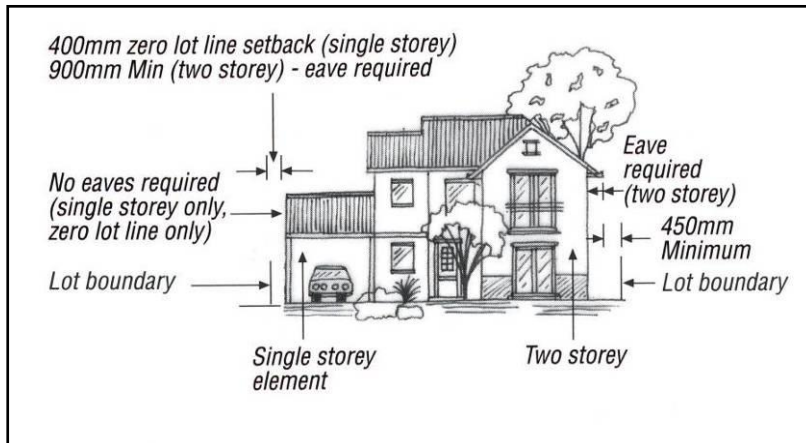 400mm zero lot line setback (single storey)
900mm Min (two storey) - eave required
No eaves required
(single storey only,
zero lot line only)
Lot boundary
Single storey
element
Two storey
Eave
required
(two storey)
450mm
Minimum
Lot boundary